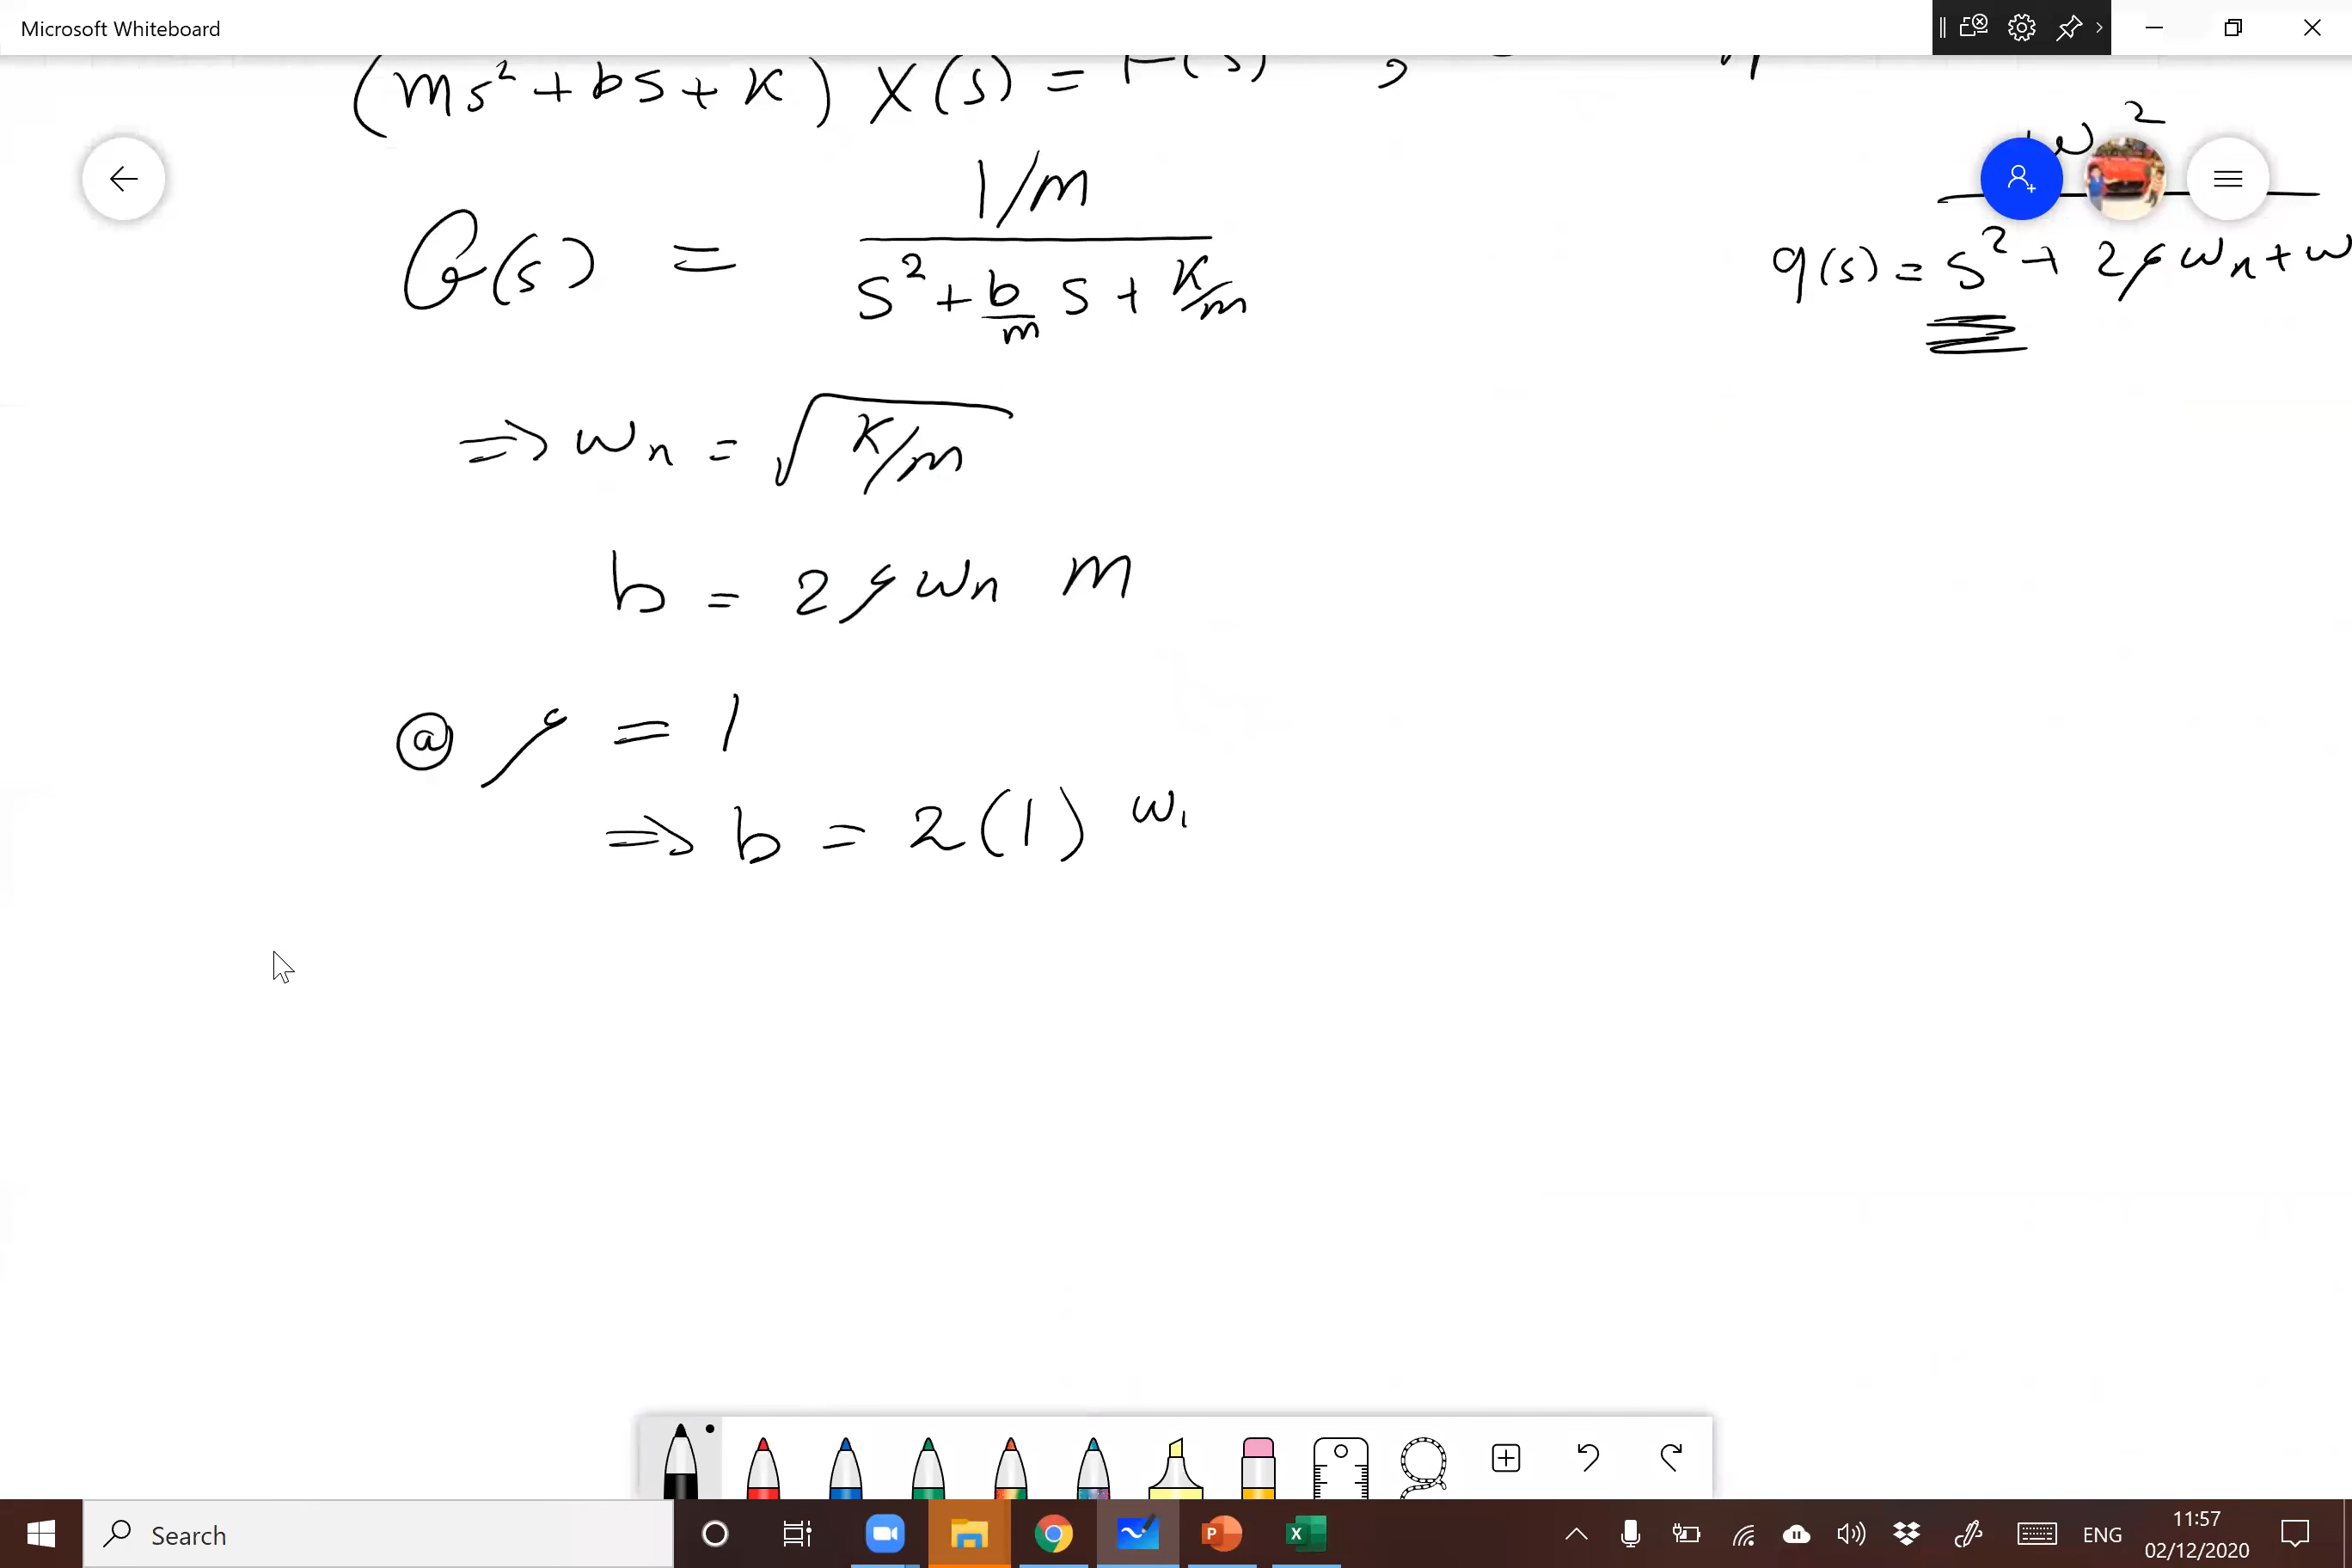 Microsoft Whiteboard
(ms² + bs + k) X(s) = F(s)
ω²
G(s) = 1/m
s² + b/m s + k/m
q(s) = s² + 2ζωn + ω
⇒ ωn = √k/m
b = 2ζωn m
@ ζ = 1
⇒ b = 2(1) ω
Search
ENG
11:57
02/12/2020